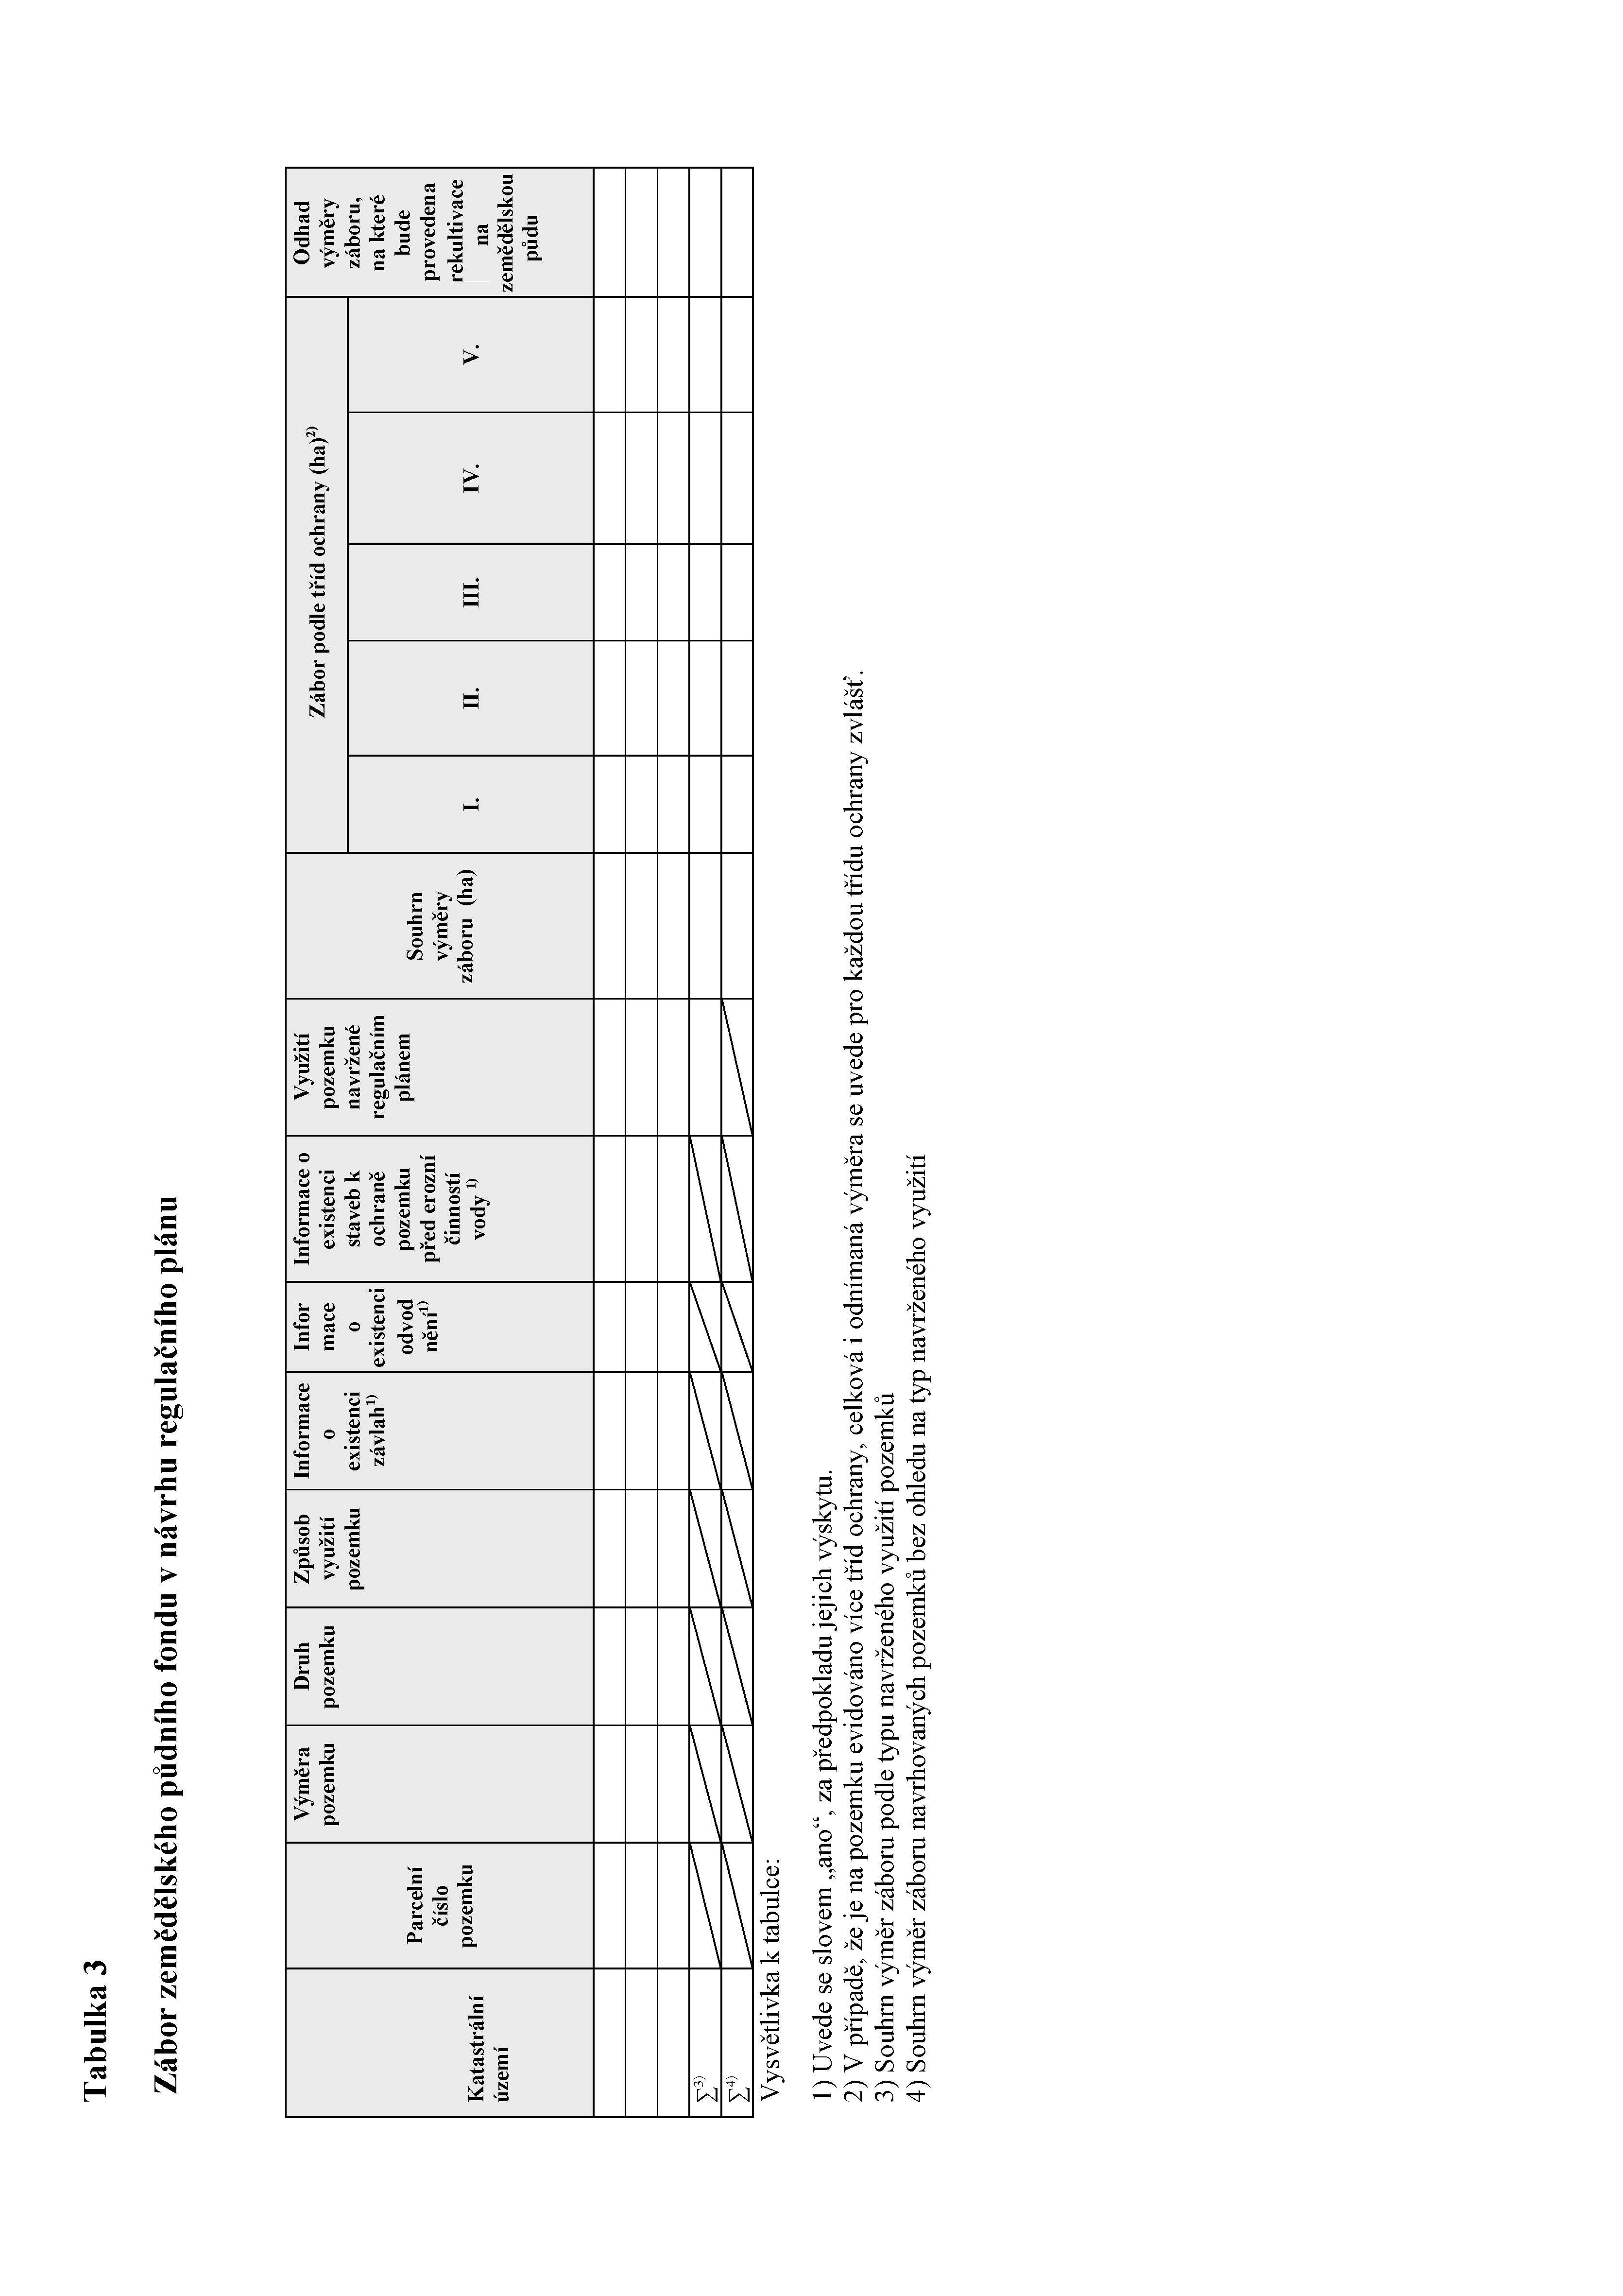 Tabulka 3
Zábor zemědělského půdního fondu v návrhu regulačního plánu
Katastrální
území
Parcelní
číslo
pozemku
Výměra
pozemku
Druh
pozemku
Způsob
využití
pozemku
Informace
o
existenci
závlah1)
Infor
mace
o
existenci
odvod
nění1)
Informace o
existenci
staveb k
ochraně
pozemku
před erozní
činností
vody 1)
Využití
pozemku
navržené
regulačním
plánem
Souhrn
výměry
záboru (ha)
Zábor podle tříd ochrany (ha)2)
I.
II.
III.
IV.
V.
Odhad
výměry
záboru,
na které
bude
provedena
rekultivace
na
zemědělskou
půdu
∑3)
∑4)
Vysvětlivka k tabulce:
1) Uvede se slovem „ano“, za předpokladu jejich výskytu.
2) V případě, že je na pozemku evidováno více tříd ochrany, celková i odnímaná výměra se uvede pro každou třídu ochrany zvlášť.
3) Souhrn výměr záboru podle typu navrženého využití pozemků
4) Souhrn výměr záboru navrhovaných pozemků bez ohledu na typ navrženého využití